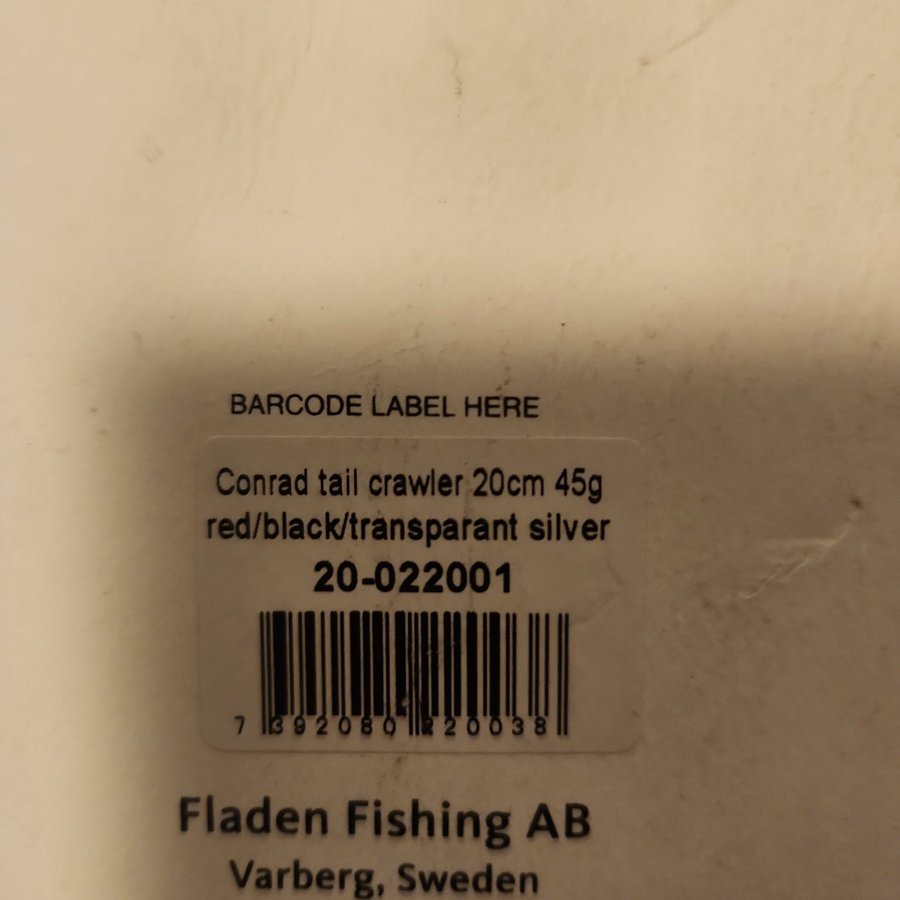 BARCODE LABEL HERE
Conrad tail crawler 20cm 45g
red/black/transparant silver
20-022001
7 392080 220038
Fladen Fishing AB
Varberg, Sweden